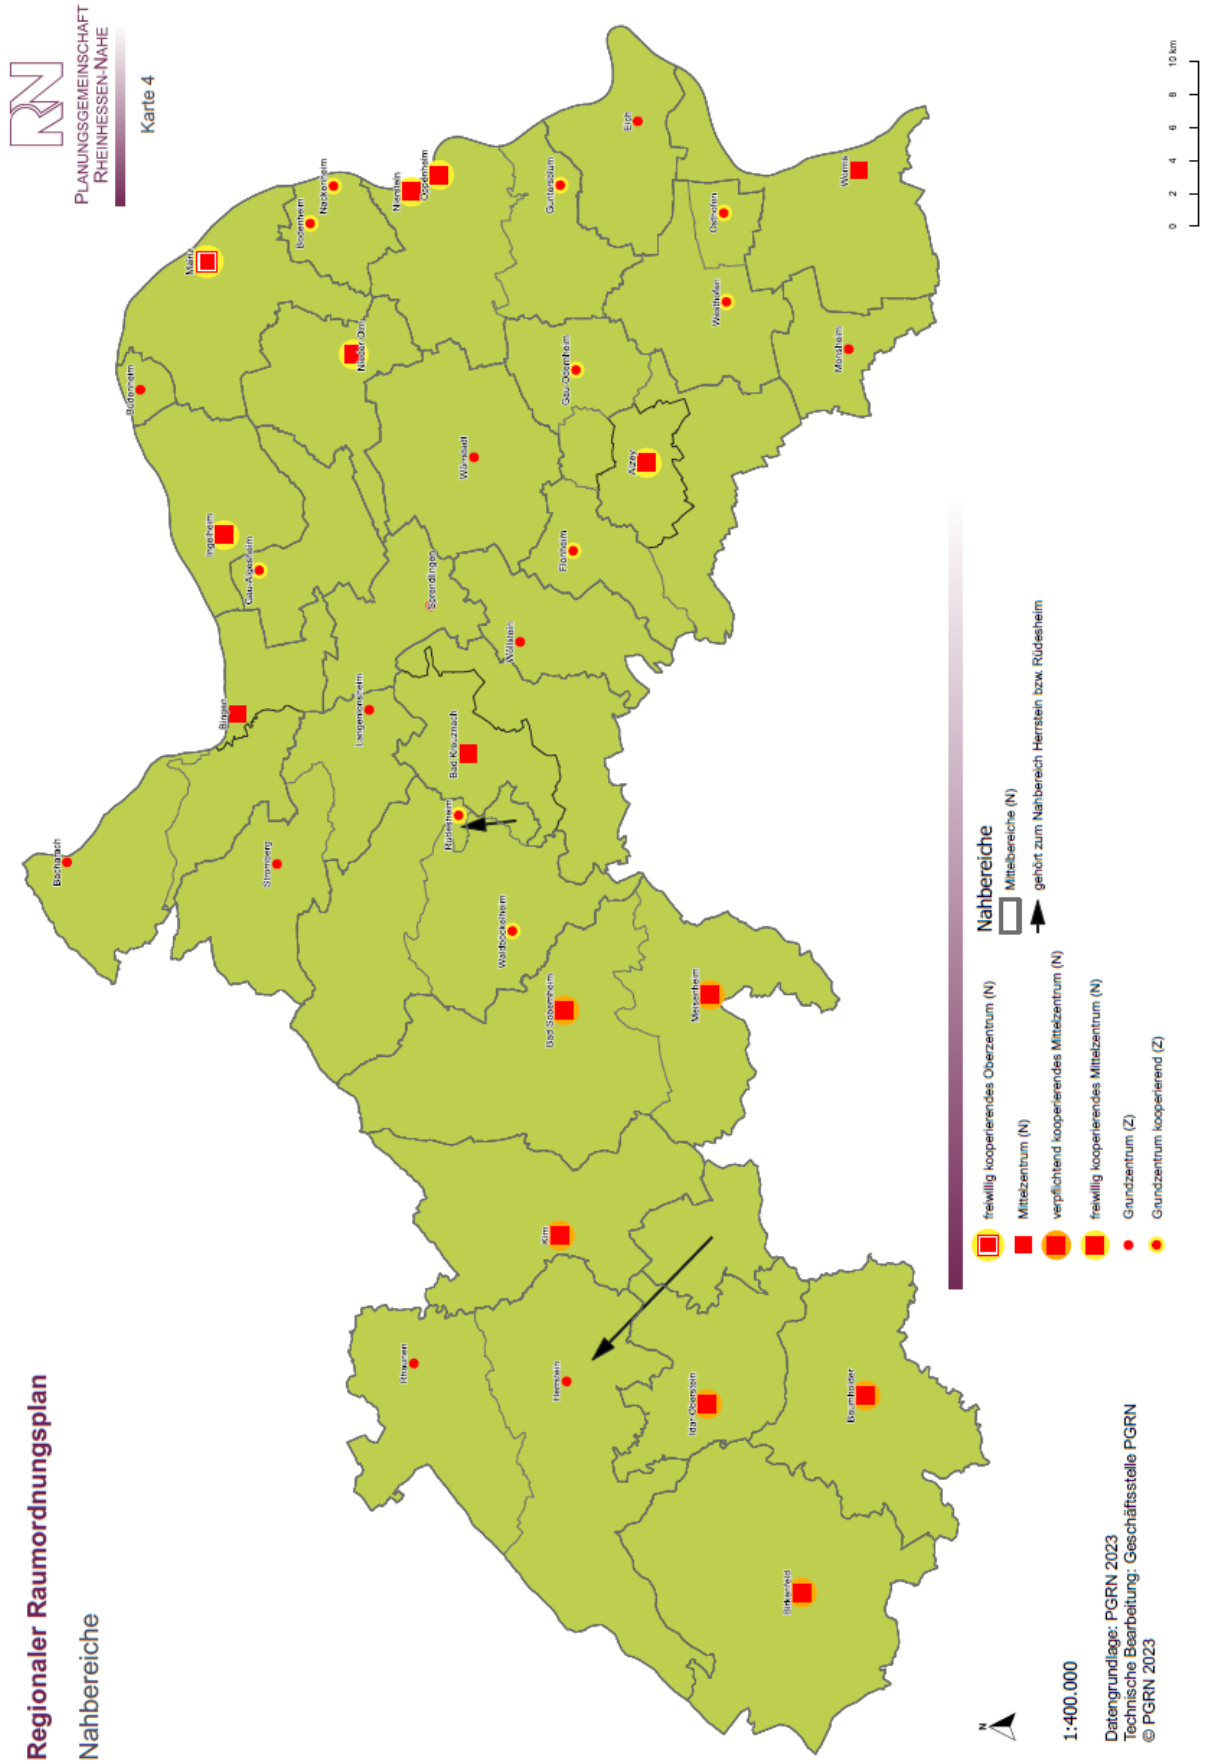 Regionaler Raumordnungsplan
Nahbereiche
RN
PLANUNGSGEMEINSCHAFT
RHEINHESSEN-NAHE
Karte 4
Bacharach
Stromberg
Bingen
Gau-Algesheim
Ingelheim
Budenheim
Mainz
Bodenheim
Nackenheim
Nierstein
Oppenheim
Nieder-Olm
Wörrstadt
Sprendlingen
Langenlonsheim
Bad Kreuznach
Rüdesheim
Waldböckelheim
Bad Sobernheim
Meisenheim
Wöllstein
Flonheim
Alzey
Gau-Odernheim
Guntersblum
Eich
Osthofen
Westhofen
Monsheim
Worms
Kirn
Rhaunen
Herrstein
Idar-Oberstein
Baumholder
Birkenfeld
freiwillig kooperierendes Oberzentrum (N)
Mittelzentrum (N)
verpflichtend kooperierendes Mittelzentrum (N)
freiwillig kooperierendes Mittelzentrum (N)
Grundzentrum (Z)
Grundzentrum kooperierend (Z)
Nahbereiche
Mittelbereiche (N)
gehört zum Nahbereich Herrstein bzw. Rüdesheim
N
1:400.000
Datengrundlage: PGRN 2023
Technische Bearbeitung: Geschäftsstelle PGRN
© PGRN 2023
0 2 4 6 8 10 km